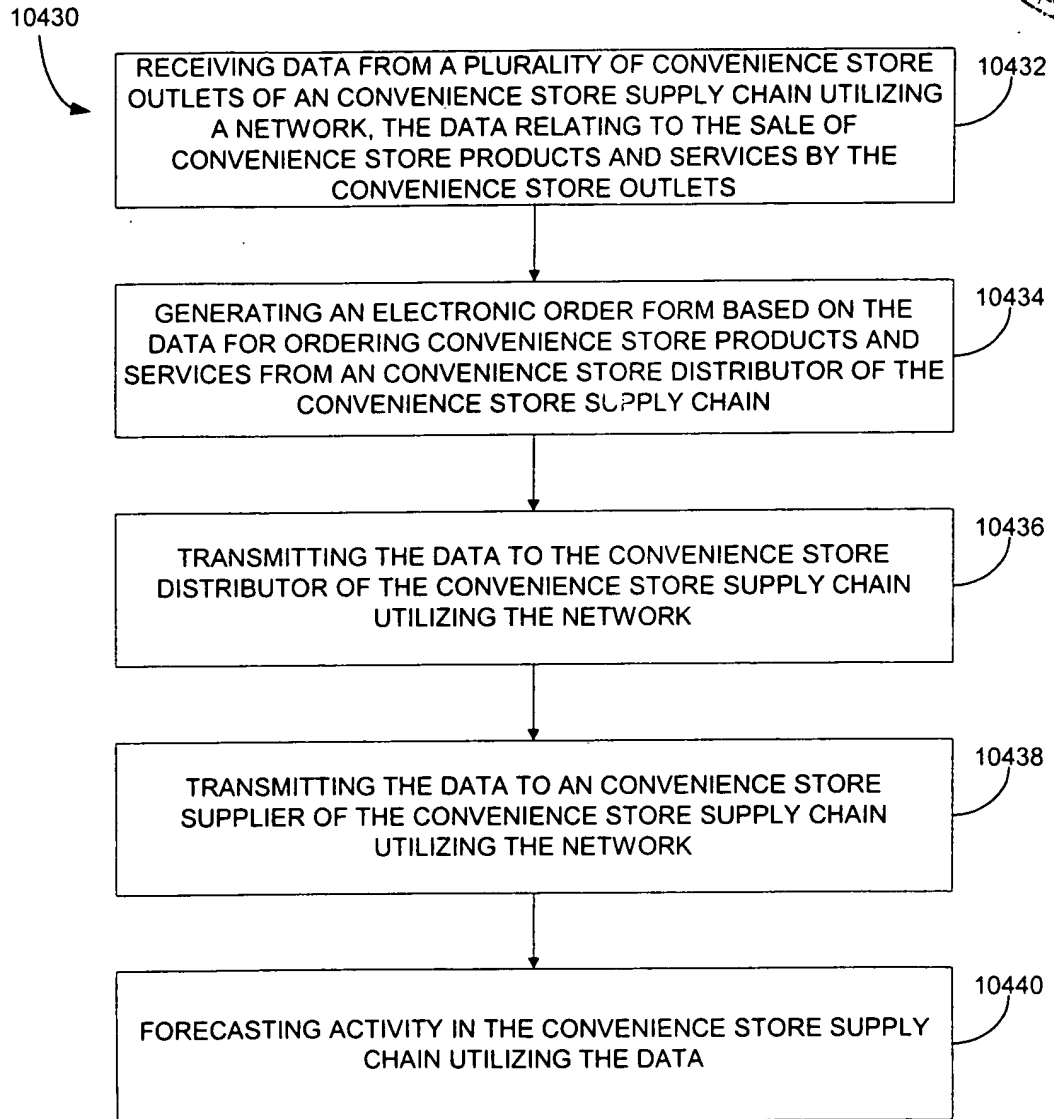 10430
RECEIVING DATA FROM A PLURALITY OF CONVENIENCE STORE
OUTLETS OF AN CONVENIENCE STORE SUPPLY CHAIN UTILIZING
A NETWORK, THE DATA RELATING TO THE SALE OF
CONVENIENCE STORE PRODUCTS AND SERVICES BY THE
CONVENIENCE STORE OUTLETS
10432
GENERATING AN ELECTRONIC ORDER FORM BASED ON THE
DATA FOR ORDERING CONVENIENCE STORE PRODUCTS AND
SERVICES FROM AN CONVENIENCE STORE DISTRIBUTOR OF THE
CONVENIENCE STORE SUPPLY CHAIN
10434
TRANSMITTING THE DATA TO THE CONVENIENCE STORE
DISTRIBUTOR OF THE CONVENIENCE STORE SUPPLY CHAIN
UTILIZING THE NETWORK
10436
TRANSMITTING THE DATA TO AN CONVENIENCE STORE
SUPPLIER OF THE CONVENIENCE STORE SUPPLY CHAIN
UTILIZING THE NETWORK
10438
FORECASTING ACTIVITY IN THE CONVENIENCE STORE SUPPLY
CHAIN UTILIZING THE DATA
10440